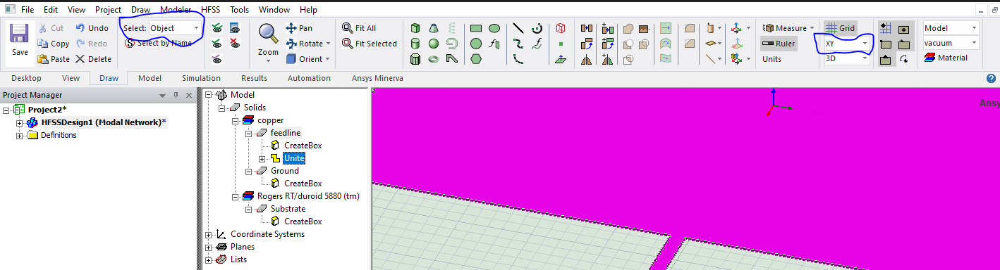 File Edit View Project Draw Modeler HFSS Tools Window Help
Save
Cut
Copy
Paste
Undo
Redo
Delete
Select: Object
Select by Name
Zoom
Pan
Rotate
Orient
Fit All
Fit Selected
Measure
Ruler
Units
Grid
XY
3D
Model
vacuum
Material
Desktop View Draw Model Simulation Results Automation Ansys Minerva
Project Manager
Project2*
HFSSDesign1 (Modal Network)*
Definitions
Model
Solids
copper
feedline
CreateBox
Unite
Ground
CreateBox
Rogers RT/duroid 5880 (tm)
Substrate
CreateBox
Coordinate Systems
Planes
Lists
Ansy